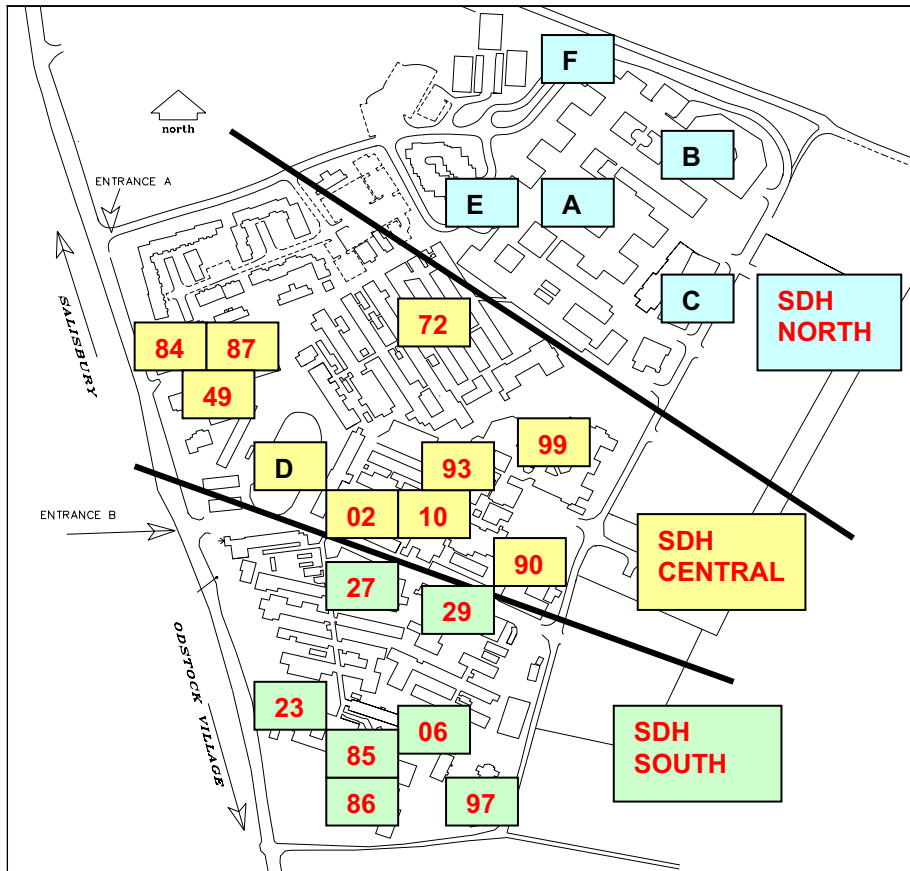 F
north
B
ENTRANCE A
E
A
C
SDH
NORTH
SALISBURY
72
84
87
49
99
D
93
02
10
ENTRANCE B
SDH
CENTRAL
90
27
29
ODSTOCK VILLAGE
23
06
SDH
SOUTH
85
86
97